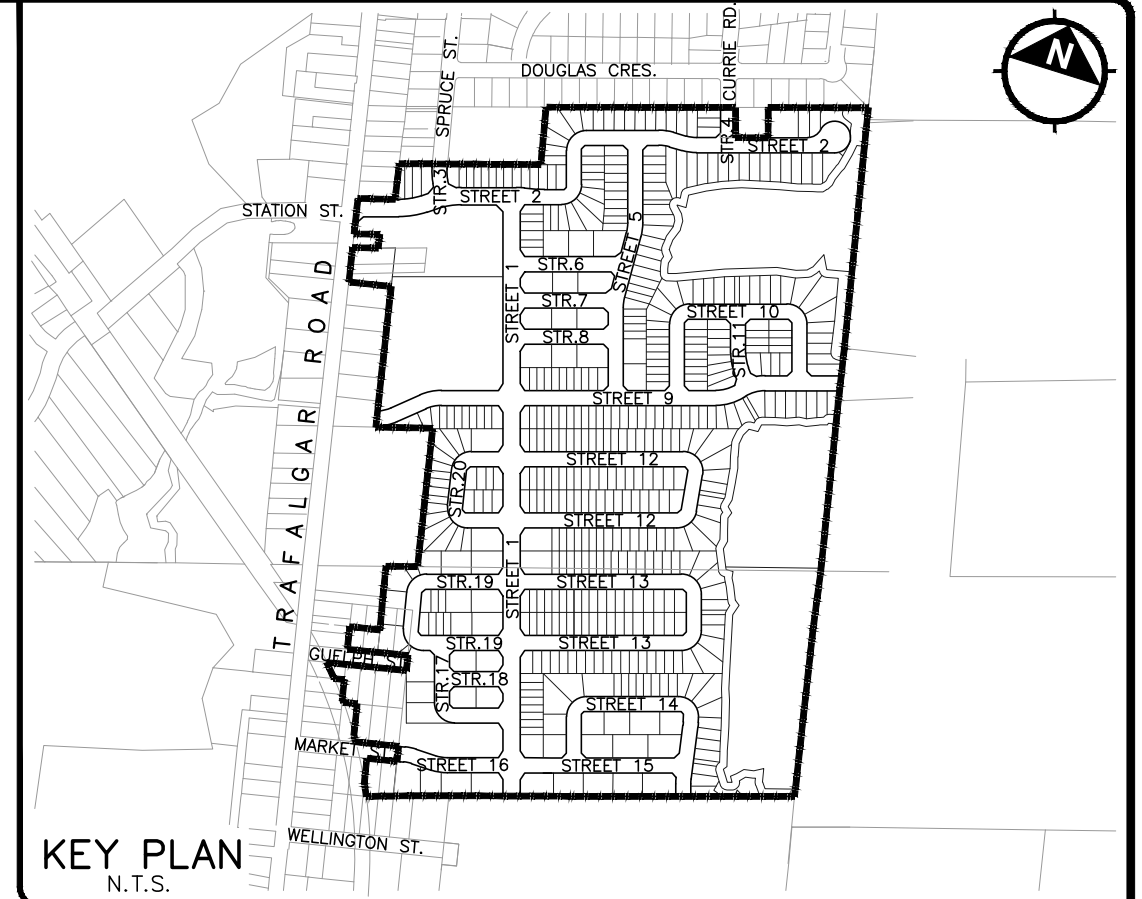 CURRIE RD.
SPRUCE ST.
DOUGLAS CRES.
N
STR.4
STREET 2
STR.3
STREET 2
STATION ST.
STREET 5
STR.6
STREET 1
STR.7
STREET 10
STR.8
STR.11
TRAFALGAR ROAD
STREET 9
STREET 12
STR.20
STREET 12
STREET 1
STR.19
STREET 13
STR.19
STREET 13
GUELPH ST.
STR.17
STR.18
STREET 14
MARKET S
STREET 16
STREET 15
WELLINGTON ST.
KEY PLAN
N.T.S.